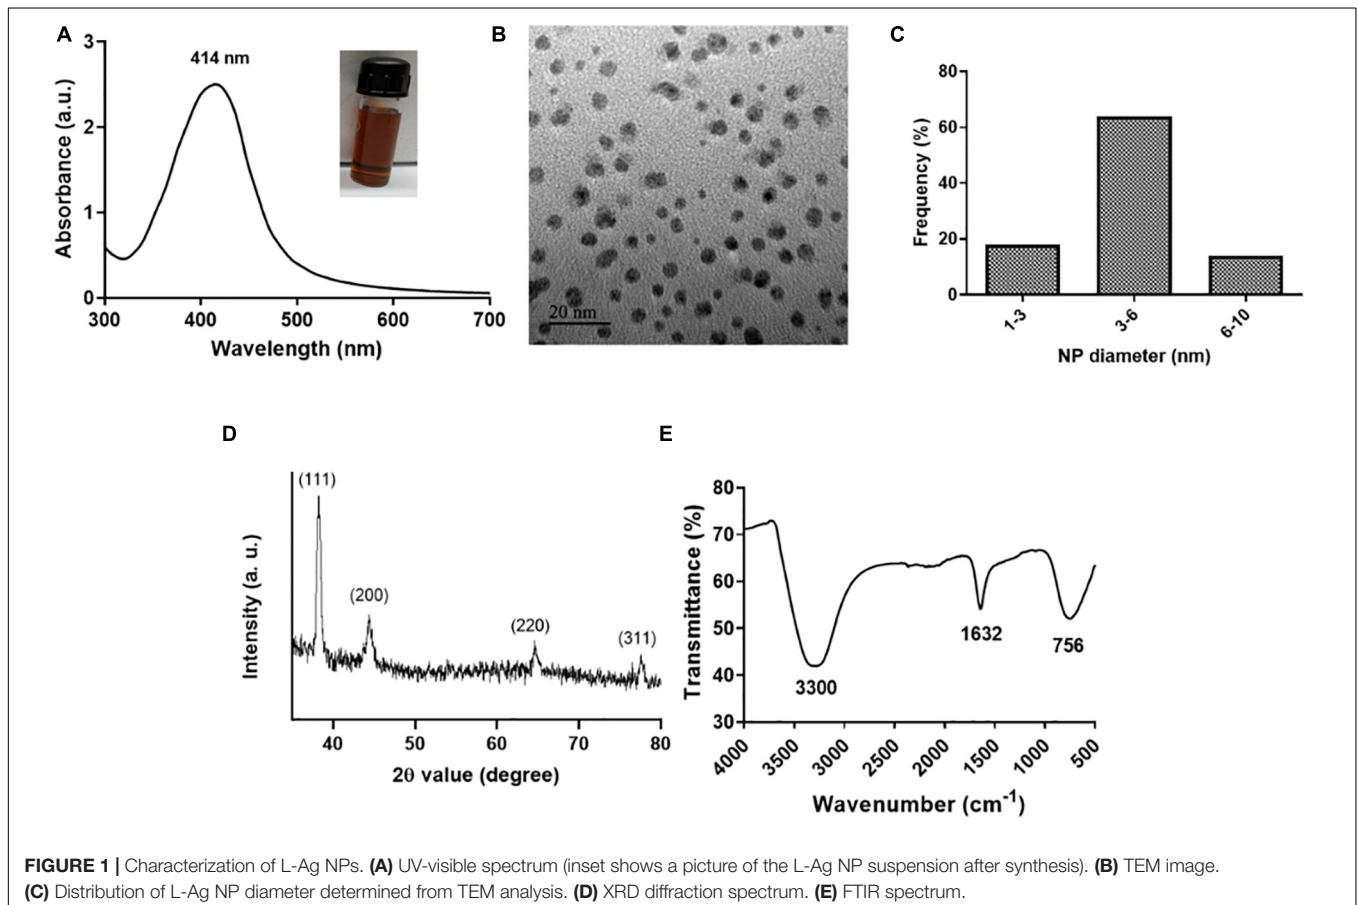 A
3
2
1
0
Absorbance (a.u.)
414 nm
300
400
500
600
700
Wavelength (nm)
B
20 nm
C
80
60
40
20
0
Frequency (%)
1-3
3-6
6-10
NP diameter (nm)
D
(111)
(200)
(220)
(311)
Intensity (a. u.)
40
50
60
70
80
2θ value (degree)
E
80
70
60
50
40
30
Transmittance (%)
3300
1632
756
4000
3500
3000
2500
2000
1500
1000
500
Wavenumber (cm-1)
FIGURE 1 | Characterization of L-Ag NPs. (A) UV-visible spectrum (inset shows a picture of the L-Ag NP suspension after synthesis). (B) TEM image.
(C) Distribution of L-Ag NP diameter determined from TEM analysis. (D) XRD diffraction spectrum. (E) FTIR spectrum.